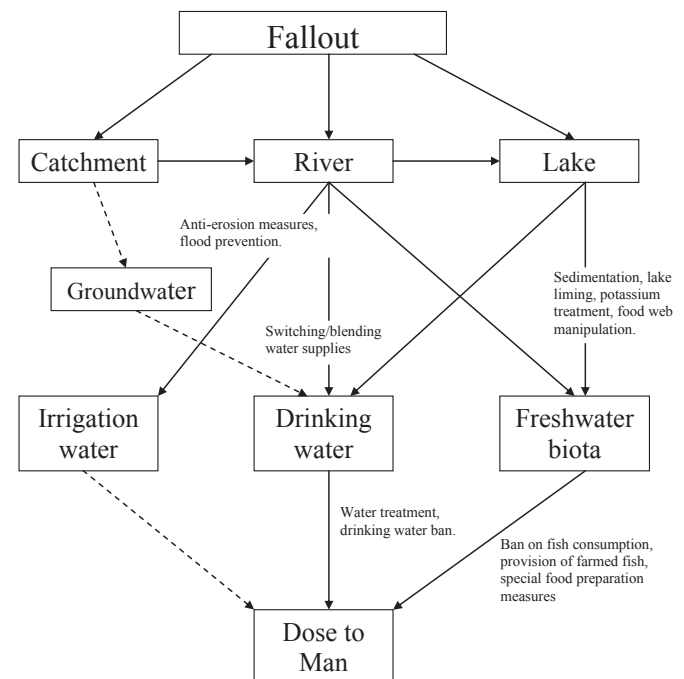 Fallout
Catchment
River
Lake
Anti-erosion measures,
flood prevention.
Groundwater
Sedimentation, lake
liming, potassium
treatment, food web
manipulation.
Switching/blending
water supplies
Irrigation
water
Drinking
water
Freshwater
biota
Water treatment,
drinking water ban.
Ban on fish consumption,
provision of farmed fish,
special food preparation
measures
Dose to
Man